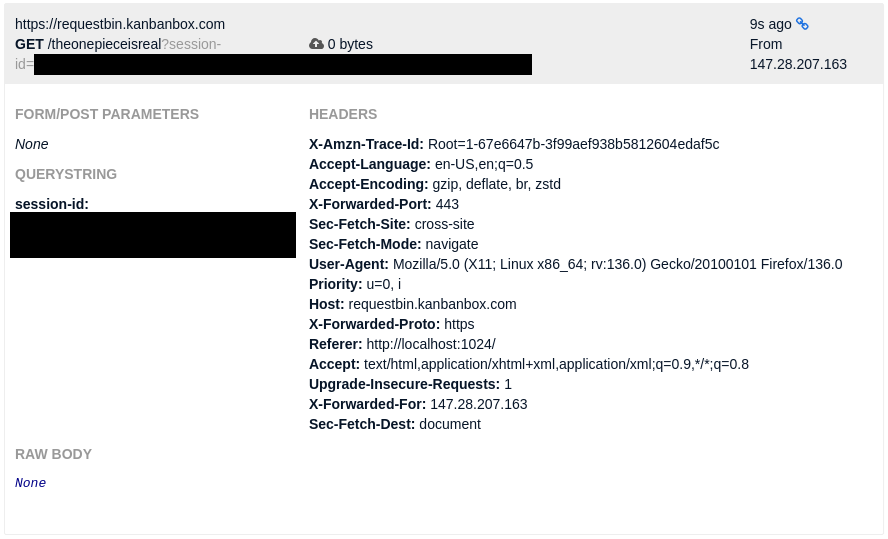 https://requestbin.kanbanbox.com
GET /theonepieceisreal?session-
id=
0 bytes
9s ago
From
147.28.207.163
FORM/POST PARAMETERS
None
QUERYSTRING
session-id:
HEADERS
X-Amzn-Trace-Id: Root=1-67e6647b-3f99aef938b5812604edaf5c
Accept-Language: en-US,en;q=0.5
Accept-Encoding: gzip, deflate, br, zstd
X-Forwarded-Port: 443
Sec-Fetch-Site: cross-site
Sec-Fetch-Mode: navigate
User-Agent: Mozilla/5.0 (X11; Linux x86_64; rv:136.0) Gecko/20100101 Firefox/136.0
Priority: u=0, i
Host: requestbin.kanbanbox.com
X-Forwarded-Proto: https
Referer: http://localhost:1024/
Accept: text/html,application/xhtml+xml,application/xml;q=0.9,*/*;q=0.8
Upgrade-Insecure-Requests: 1
X-Forwarded-For: 147.28.207.163
Sec-Fetch-Dest: document
RAW BODY
None